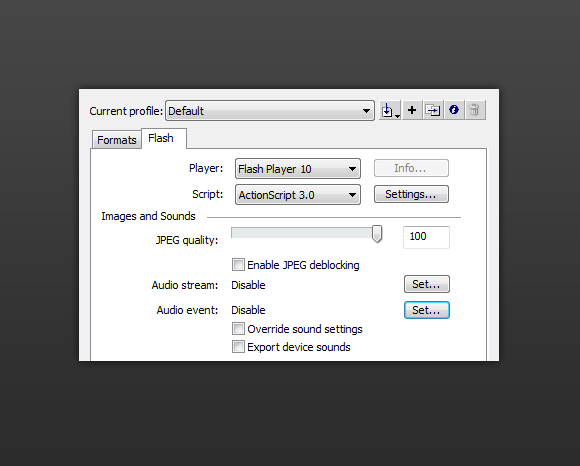 Current profile: Default
Formats Flash
Player: Flash Player 10 Info...
Script: ActionScript 3.0 Settings...
Images and Sounds
JPEG quality: 100
Enable JPEG deblocking
Audio stream: Disable Set...
Audio event: Disable Set...
Override sound settings
Export device sounds